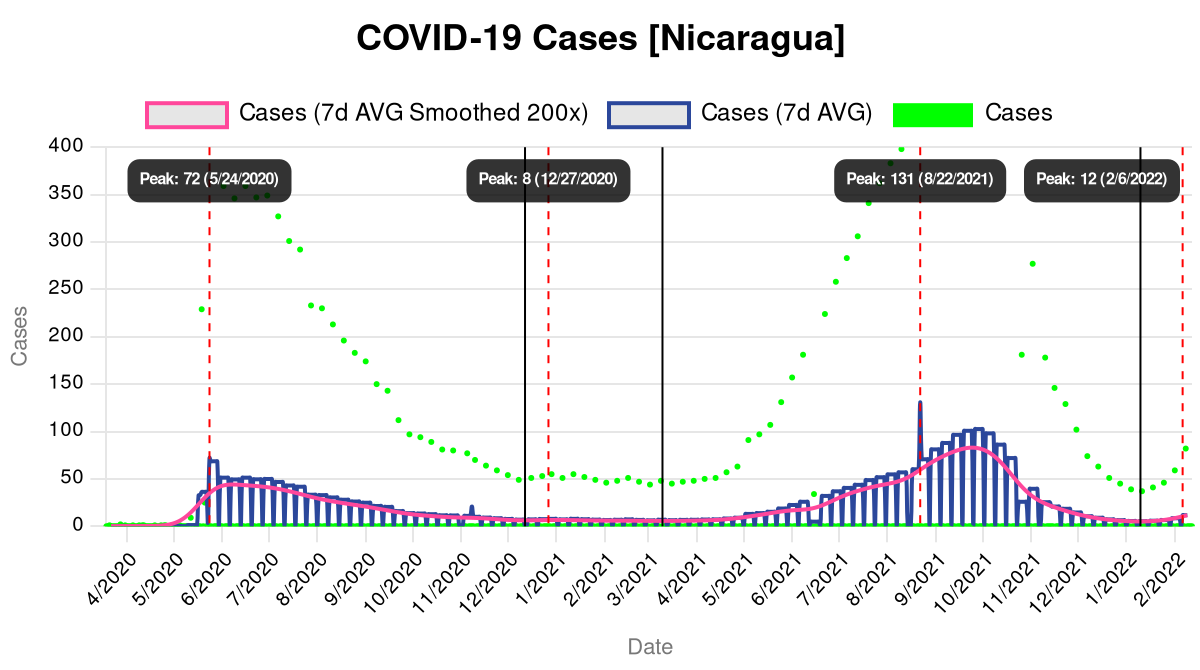 COVID-19 Cases [Nicaragua]
Cases (7d AVG Smoothed 200x) Cases (7d AVG) Cases
400
350
300
250
200
150
100
50
0
Cases
Peak: 72 (5/24/2020) Peak: 8 (12/27/2020) Peak: 131 (8/22/2021) Peak: 12 (2/6/2022)
4/2020 5/2020 6/2020 7/2020 8/2020 9/2020 10/2020 11/2020 12/2020 1/2021 2/2021 3/2021 4/2021 5/2021 6/2021 7/2021 8/2021 9/2021 10/2021 11/2021 12/2021 1/2022 2/2022
Date